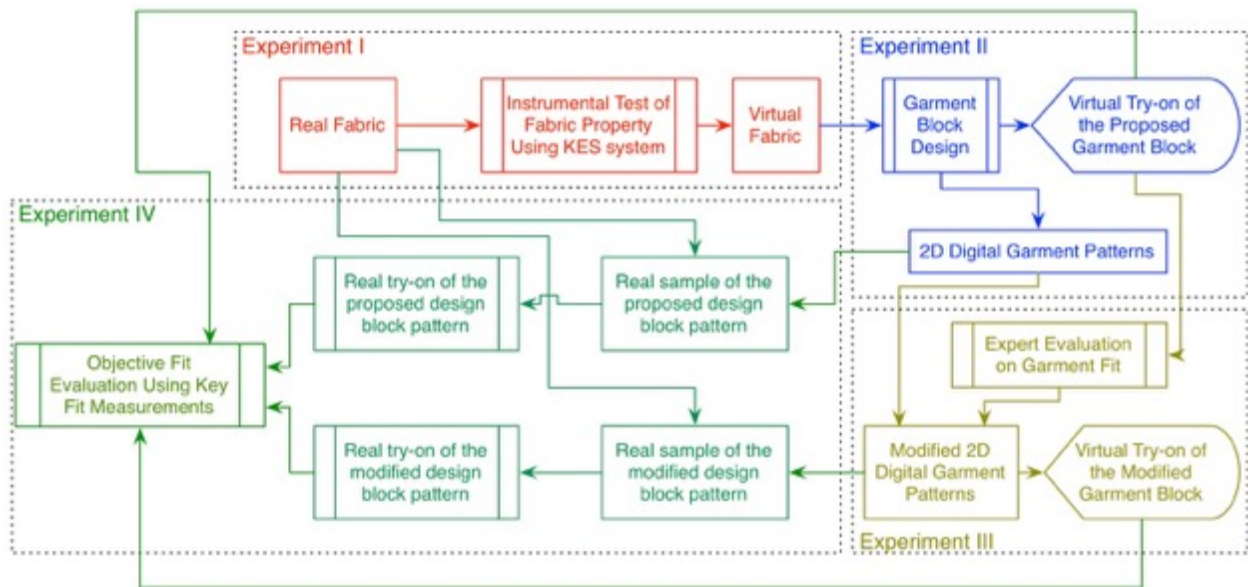 Experiment I
Real Fabric
Instrumental Test of
Fabric Property
Using KES system
Virtual
Fabric
Experiment II
Garment
Block
Design
Virtual Try-on of
the Proposed
Garment Block
2D Digital Garment Patterns
Experiment IV
Real try-on of the
proposed design
block pattern
Real sample of the
proposed design
block pattern
Objective Fit
Evaluation Using Key
Fit Measurements
Real try-on of the
modified design
block pattern
Real sample of the
modified design
block pattern
Expert Evaluation
on Garment Fit
Modified 2D
Digital Garment
Patterns
Virtual Try-on of
the Modified
Garment Block
Experiment III